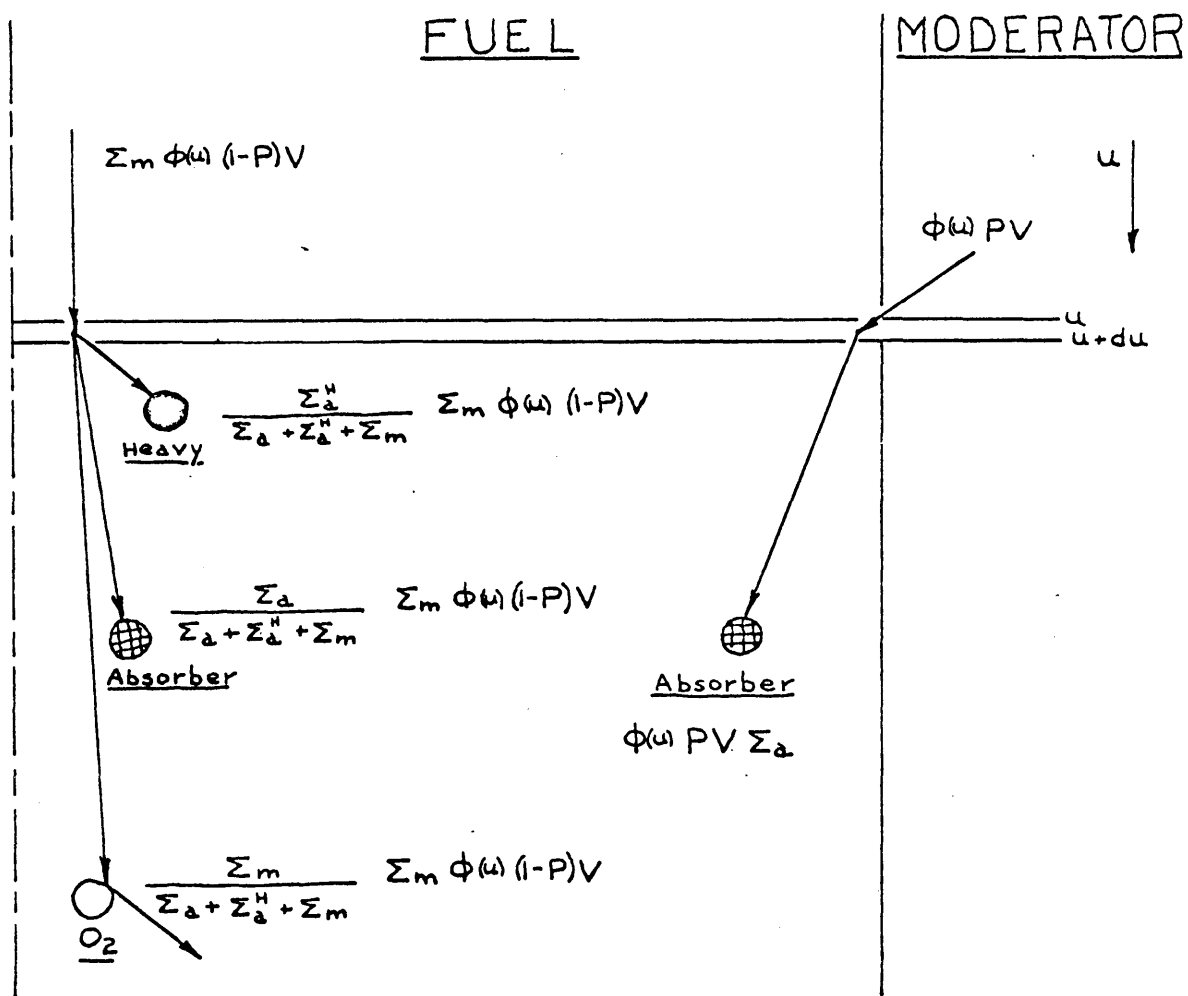 FUEL
MODERATOR
Σm ϕ(u) (1-P)V
u
ϕ(u) PV
u
u+du
Σa^H / (Σa + Σa^H + Σm) Σm ϕ(u) (1-P)V
Heavy
Σa / (Σa + Σa^H + Σm) Σm ϕ(u) (1-P)V
Absorber
Absorber
ϕ(u) PV Σa
Σm / (Σa + Σa^H + Σm) Σm ϕ(u) (1-P)V
O2